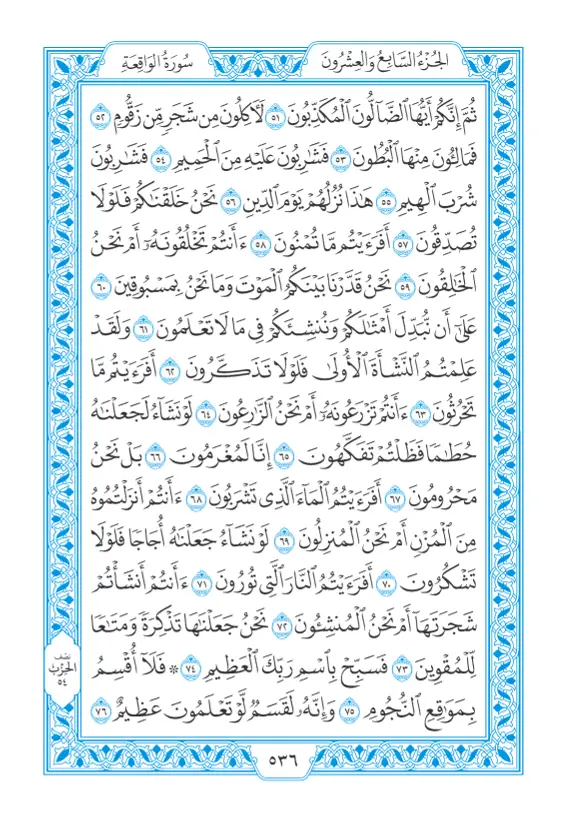 الجُزْءُ السَّابِعُ وَالعِشْرُونَ
سُورَةُ الوَاقِعَةِ
ثُمَّ إِنَّكُمْ أَيُّهَا ٱلضَّآلُّونَ ٱلْمُكَذِّبُونَ ٥١ لَأٓكِلُونَ مِن شَجَرٍ مِّن زَقُّومٍ ٥٢
فَمَالِـُٔونَ مِنْهَا ٱلْبُطُونَ ٥٣ فَشَٰرِبُونَ عَلَيْهِ مِنَ ٱلْحَمِيمِ ٥٤ فَشَٰرِبُونَ
شُرْبَ ٱلْهِيمِ ٥٥ هَٰذَا نُزُلُهُمْ يَوْمَ ٱلدِّينِ ٥٦ نَحْنُ خَلَقْنَٰكُمْ فَلَوْلَا
تُصَدِّقُونَ ٥٧ أَفَرَءَيْتُم مَّا تُمْنُونَ ٥٨ ءَأَنتُمْ تَخْلُقُونَهُۥٓ أَمْ نَحْنُ
ٱلْخَٰلِقُونَ ٥٩ نَحْنُ قَدَّرْنَا بَيْنَكُمُ ٱلْمَوْتَ وَمَا نَحْنُ بِمَسْبُوقِينَ ٦٠
عَلَىٰٓ أَن نُّبَدِّلَ أَمْثَٰلَكُمْ وَنُنشِئَكُمْ فِى مَا لَا تَعْلَمُونَ ٦١ وَلَقَدْ
عَلِمْتُمُ ٱلنَّشْأَةَ ٱلْأُولَىٰ فَلَوْلَا تَذَكَّرُونَ ٦٢ أَفَرَءَيْتُم مَّا
تَحْرُثُونَ ٦٣ ءَأَنتُمْ تَزْرَعُونَهُۥٓ أَمْ نَحْنُ ٱلزَّٰرِعُونَ ٦٤ لَوْ نَشَآءُ لَجَعَلْنَٰهُ
حُطَٰمًا فَظَلْتُمْ تَفَكَّهُونَ ٦٥ إِنَّا لَمُغْرَمُونَ ٦٦ بَلْ نَحْنُ
مَحْرُومُونَ ٦٧ أَفَرَءَيْتُمُ ٱلْمَآءَ ٱلَّذِى تَشْرَبُونَ ٦٨ ءَأَنتُمْ أَنزَلْتُمُوهُ
مِنَ ٱلْمُزْنِ أَمْ نَحْنُ ٱلْمُنزِلُونَ ٦٩ لَوْ نَشَآءُ جَعَلْنَٰهُ أُجَاجًا فَلَوْلَا
تَشْكُرُونَ ٧٠ أَفَرَءَيْتُمُ ٱلنَّارَ ٱلَّتِى تُورُونَ ٧١ ءَأَنتُمْ أَنشَأْتُمْ
شَجَرَتَهَآ أَمْ نَحْنُ ٱلْمُنشِـُٔونَ ٧٢ نَحْنُ جَعَلْنَٰهَا تَذْكِرَةً وَمَتَٰعًا
لِّلْمُقْوِينَ ٧٣ فَسَبِّحْ بِٱسْمِ رَبِّكَ ٱلْعَظِيمِ ٧٤ ۞ فَلَآ أُقْسِمُ
بِمَوَٰقِعِ ٱلنُّجُومِ ٧٥ وَإِنَّهُۥ لَقَسَمٌ لَّوْ تَعْلَمُونَ عَظِيمٌ ٧٦
نصف
الحزب
٥٤
٥٣٦